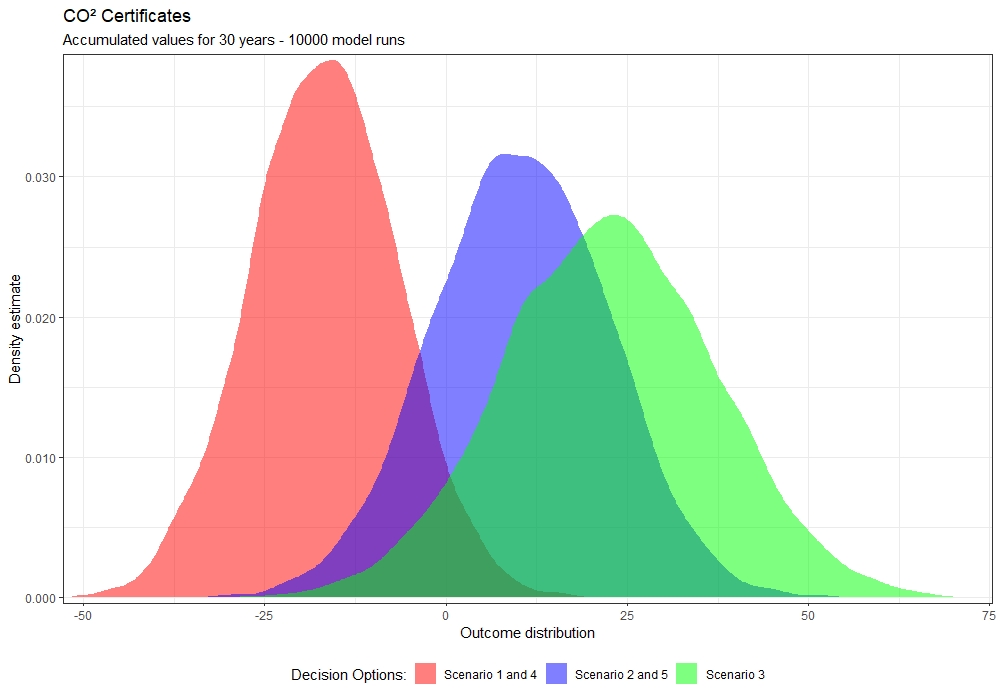 CO² Certificates
Accumulated values for 30 years - 10000 model runs
Density estimate
0.030
0.020
0.010
0.000
-50 -25 0 25 50 75
Outcome distribution
Decision Options: Scenario 1 and 4 Scenario 2 and 5 Scenario 3